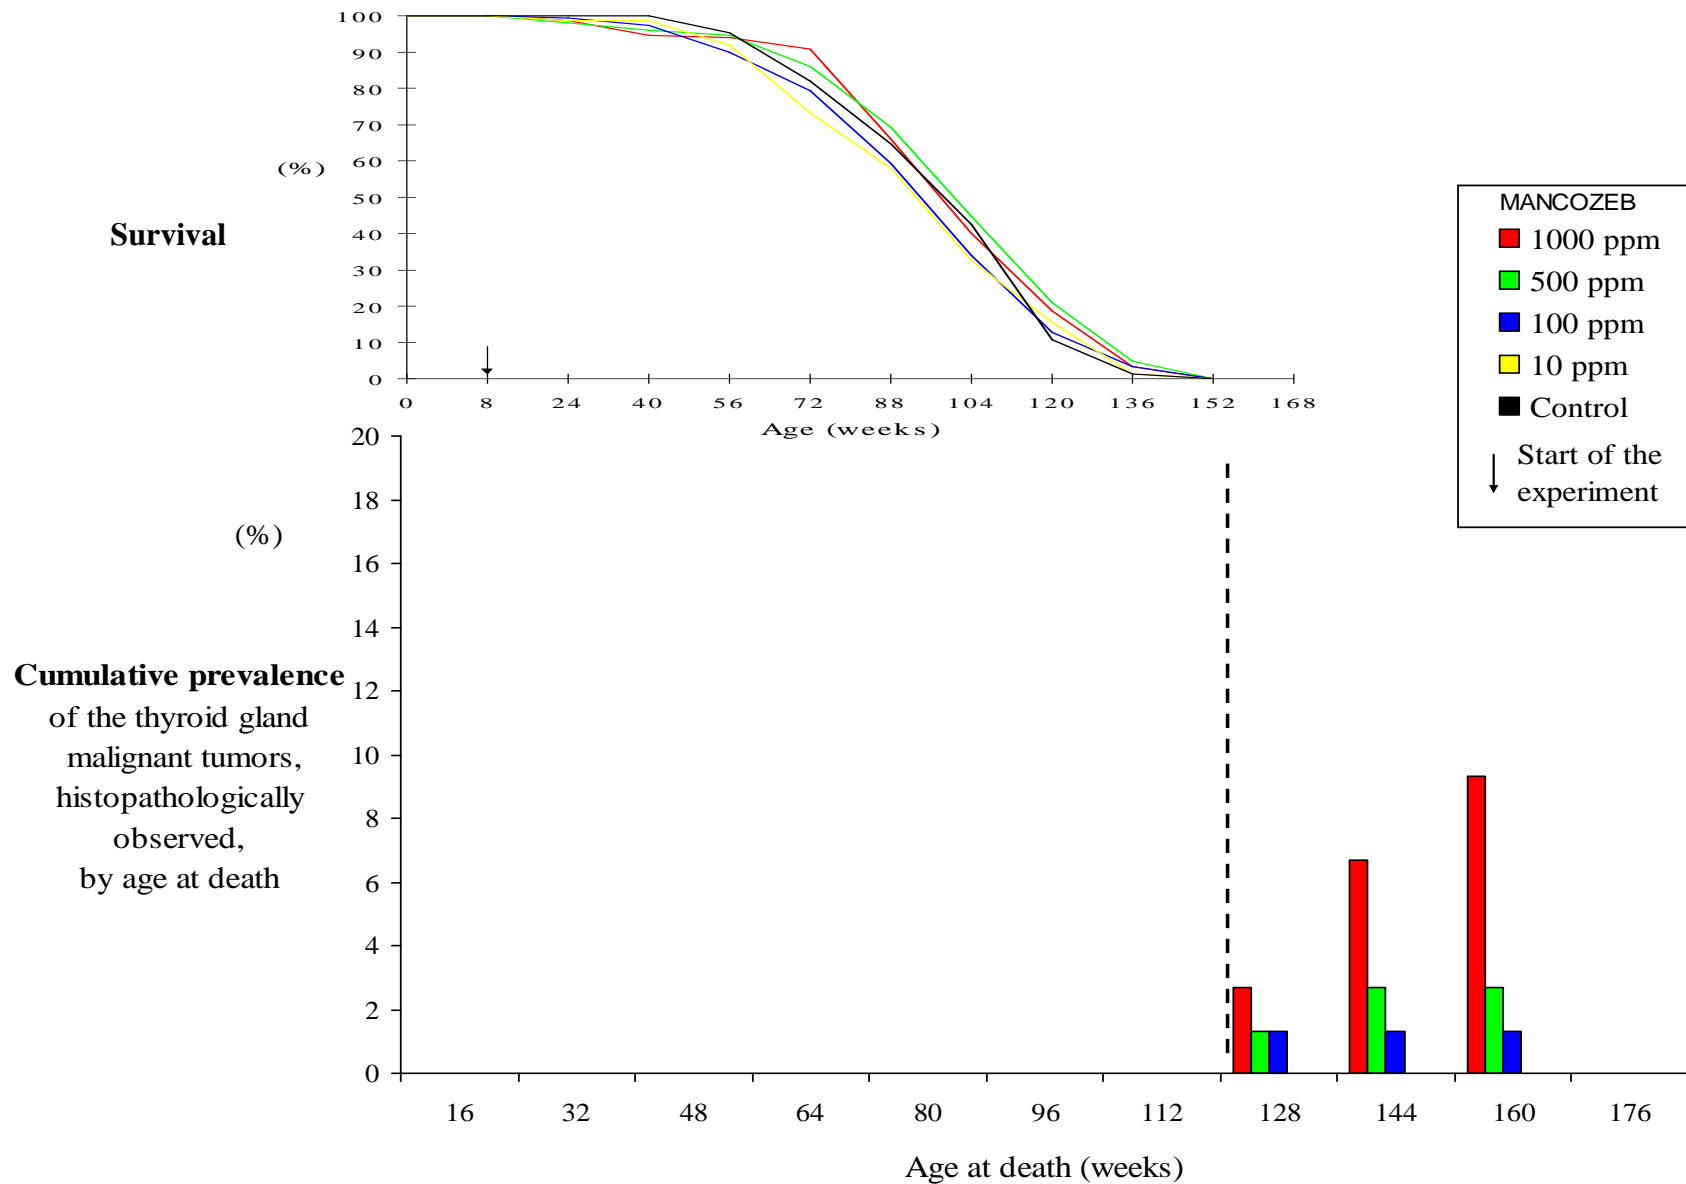 100
90
80
70
60
50
40
30
20
10
0
(%)
Survival
0 8 24 40 56 72 88 104 120 136 152 168
Age (weeks)
MANCOZEB
1000 ppm
500 ppm
100 ppm
10 ppm
Control
Start of the
experiment
20
18
16
14
12
10
8
6
4
2
0
(%)
Cumulative prevalence
of the thyroid gland
malignant tumors,
histopathologically
observed,
by age at death
16 32 48 64 80 96 112 128 144 160 176
Age at death (weeks)